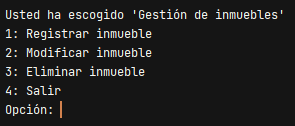 Usted ha escogido 'Gestión de inmuebles'
1: Registrar inmueble
2: Modificar inmueble
3: Eliminar inmueble
4: Salir
Opción: